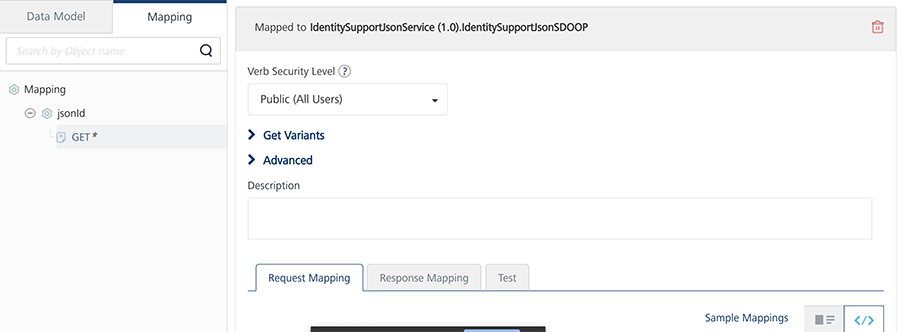 Data Model
Mapping
Search by Object name
Mapping
jsonId
GET *
Mapped to IdentitySupportJsonService (1.0).IdentitySupportJsonSDOOP
Verb Security Level ?
Public (All Users)
Get Variants
Advanced
Description
Request Mapping
Response Mapping
Test
Sample Mappings